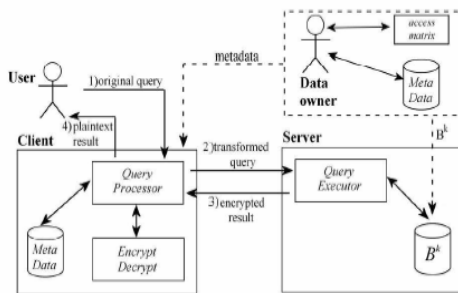 access
matrix
metadata
User
1)original query
Data
owner
Meta
Data
4)plaintext
result
Client
2)transformed
query
Server
B^k
Query
Processor
Query
Executor
3)encrypted
result
Meta
Data
Encrypt
Decrypt
B^k